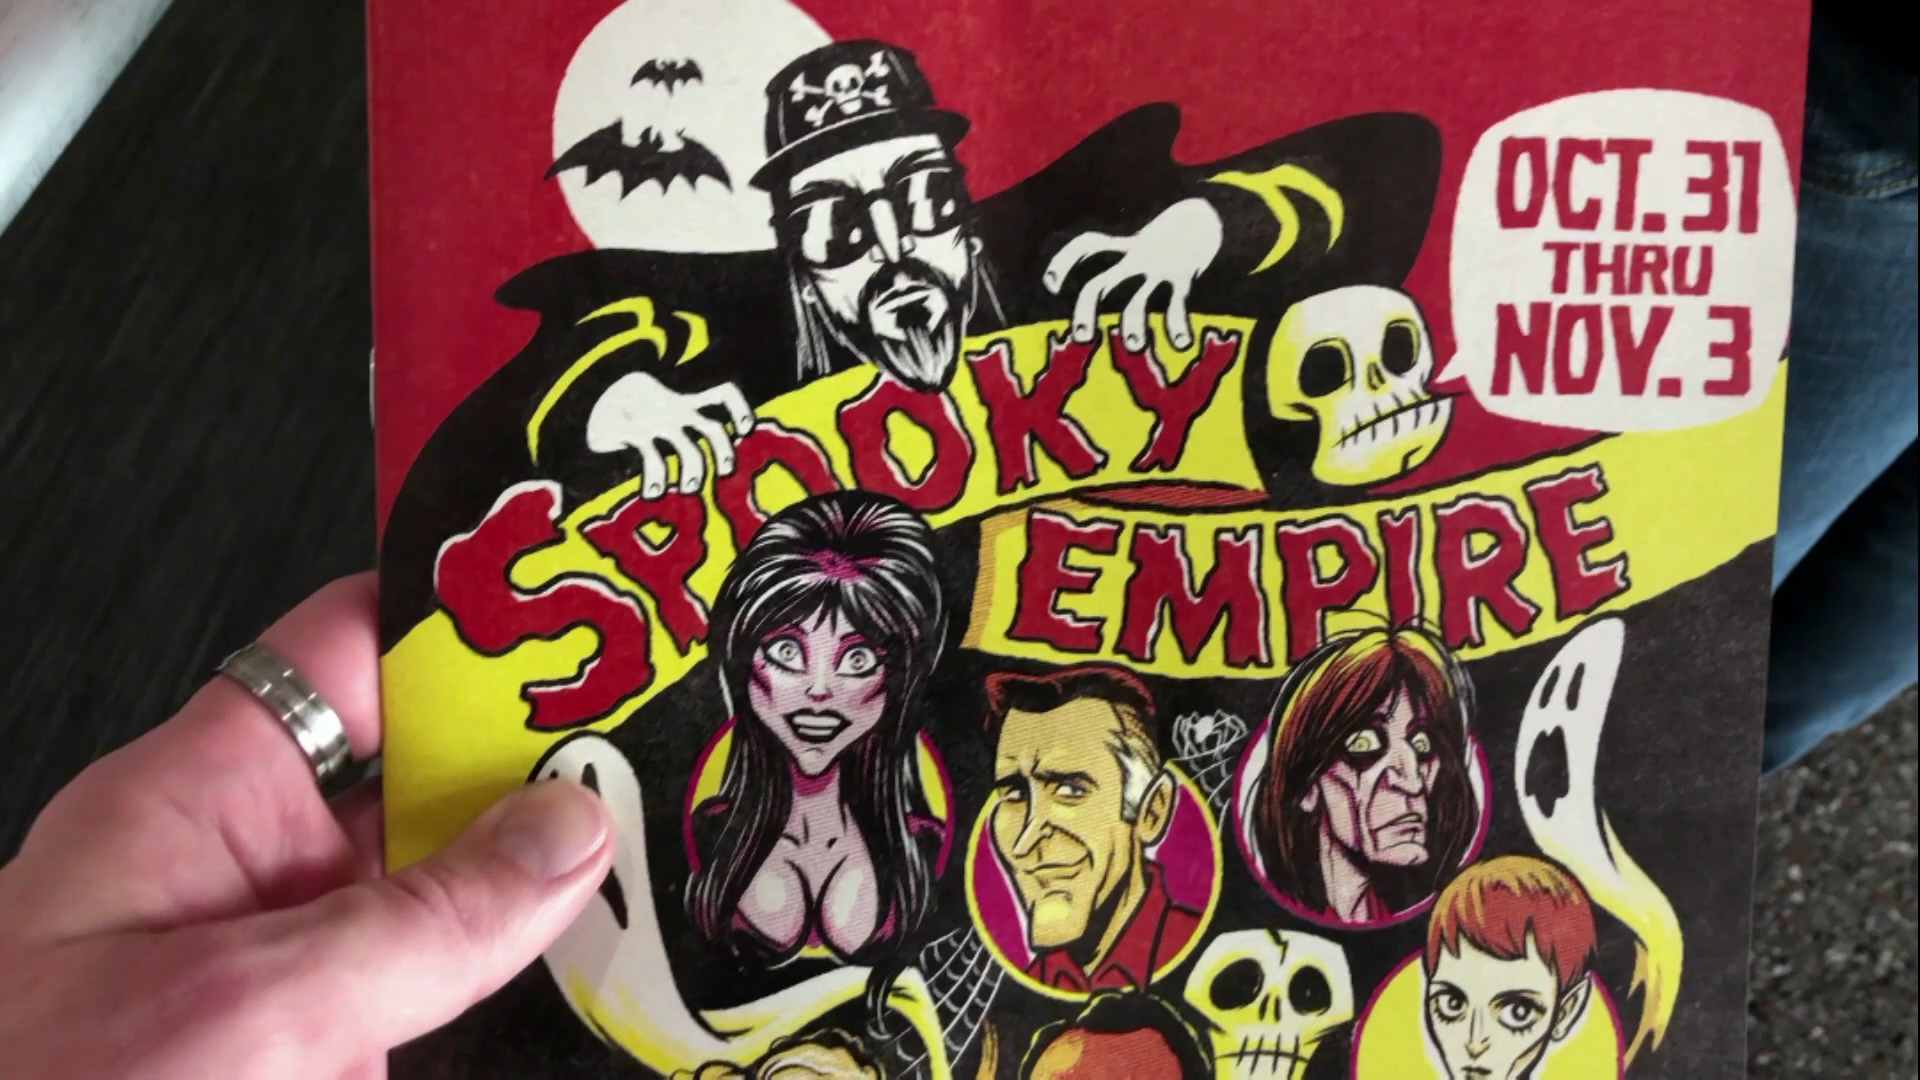 OCT. 31
THRU
NOV. 3
SPOOKY
EMPIRE